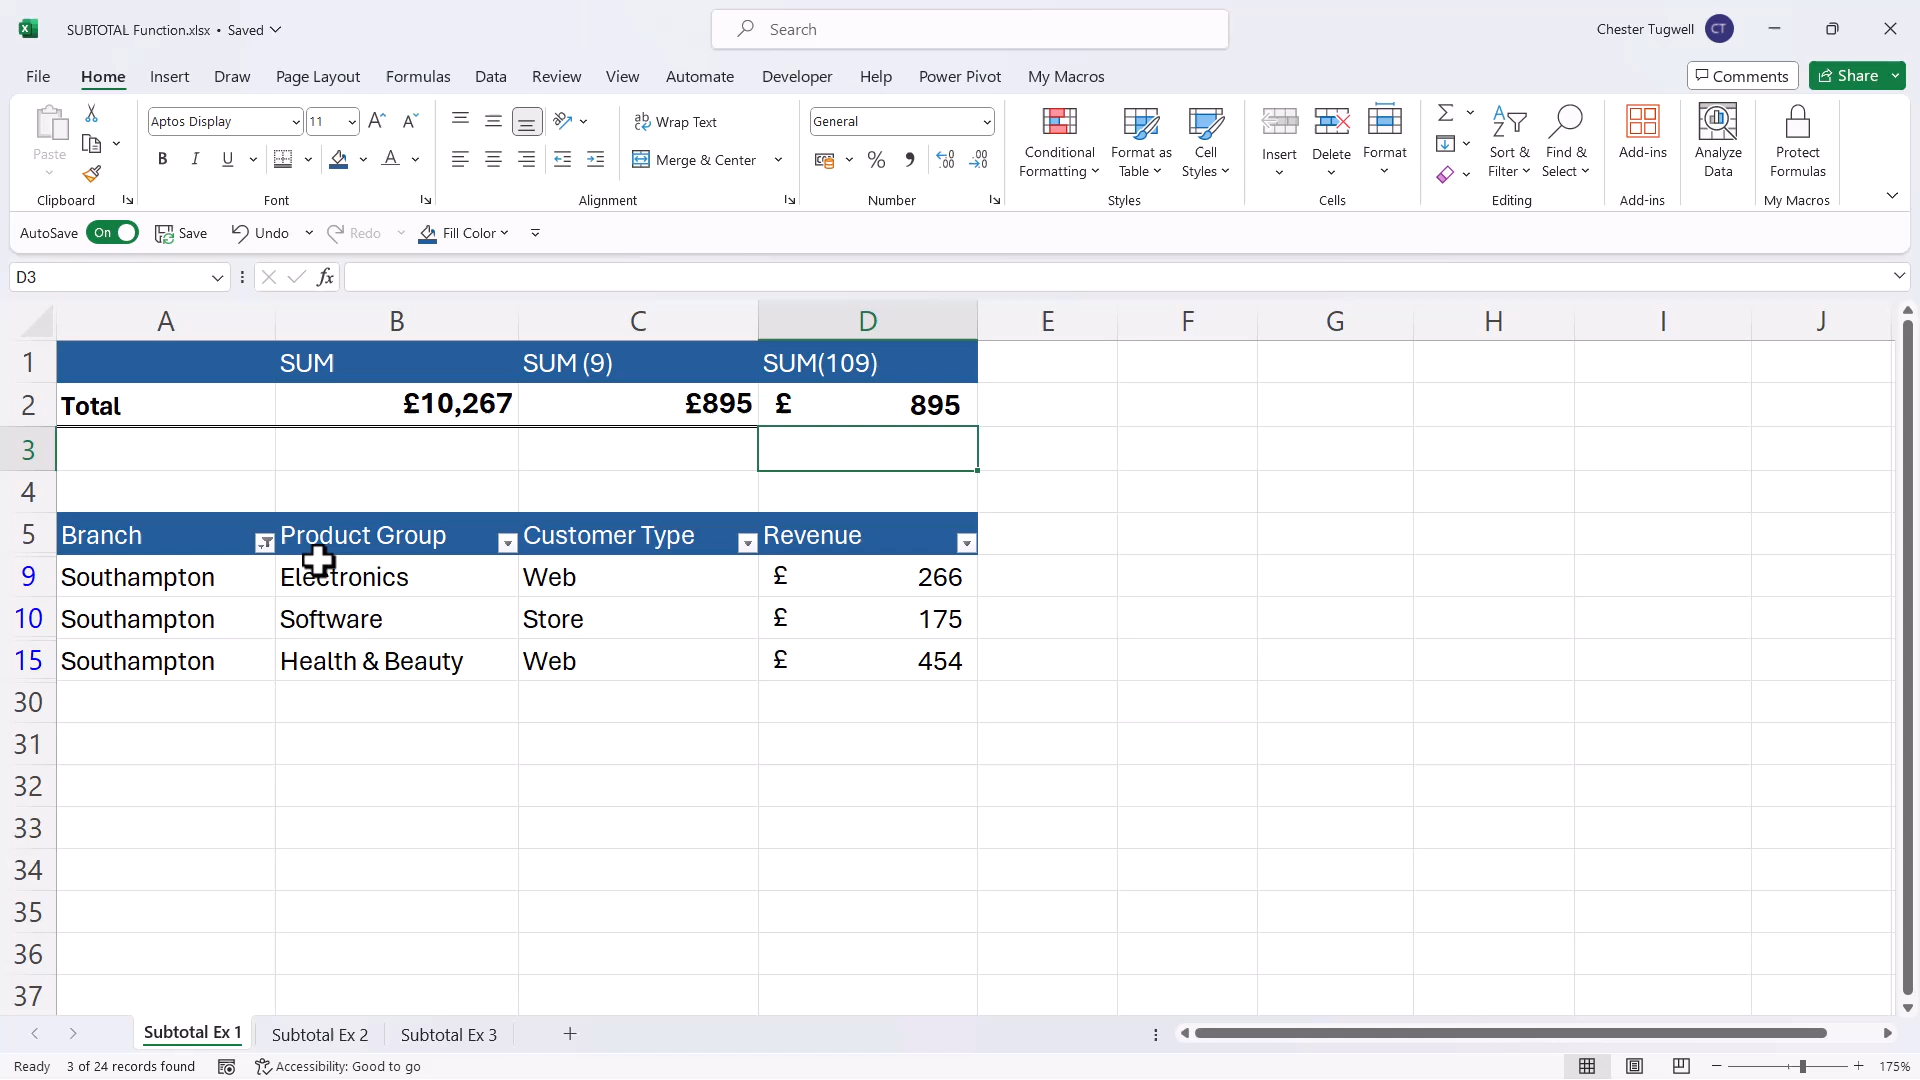 SUBTOTAL Function.xlsx • Saved
Search
Chester Tugwell
CT
File Home Insert Draw Page Layout Formulas Data Review View Automate Developer Help Power Pivot My Macros
Comments Share
Paste
Clipboard
Aptos Display 11
B I U
Font
Wrap Text
Merge & Center
Alignment
General
Number
Conditional Formatting
Format as Table
Cell Styles
Styles
Insert Delete Format
Cells
Sort & Filter
Find & Select
Editing
Add-ins
Add-ins
Analyze Data
Protect Formulas
My Macros
AutoSave On Save Undo Redo Fill Color
D3 fx
A B C D E F G H I J
1 SUM SUM (9) SUM(109)
2 Total £10,267 £895 £ 895
3
4
5 Branch Product Group Customer Type Revenue
9 Southampton Electronics Web £ 266
10 Southampton Software Store £ 175
15 Southampton Health & Beauty Web £ 454
30
31
32
33
34
35
36
37
Subtotal Ex 1 Subtotal Ex 2 Subtotal Ex 3
Ready 3 of 24 records found Accessibility: Good to go 175%